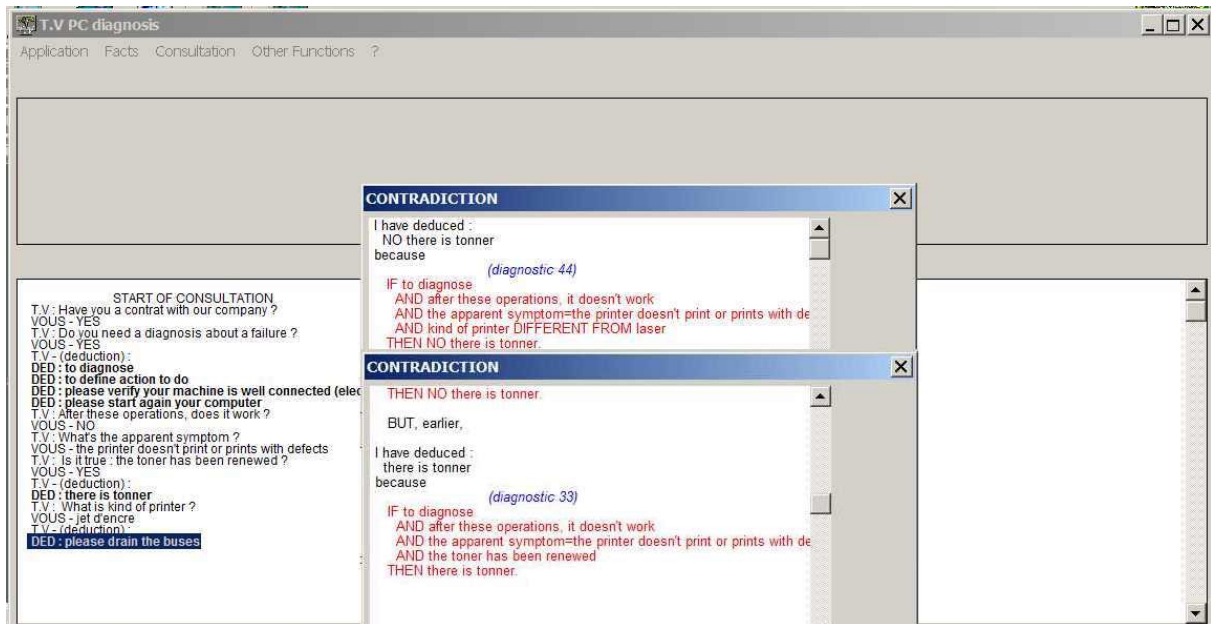 T.V PC diagnosis
Application Facts Consultation Other Functions ?
CONTRADICTION
I have deduced :
NO there is tonner
because
(diagnostic 44)
IF to diagnose
AND after these operations, it doesn't work
AND the apparent symptom=the printer doesn't print or prints with de
AND kind of printer DIFFERENT FROM laser
THEN NO there is tonner.
CONTRADICTION
THEN NO there is tonner.
BUT, earlier,
I have deduced :
there is tonner
because
(diagnostic 33)
IF to diagnose
AND after these operations, it doesn't work
AND the apparent symptom=the printer doesn't print or prints with de
AND the toner has been renewed
THEN there is tonner.
START OF CONSULTATION
T.V : Have you a contrat with our company ?
VOUS - YES
T.V : Do you need a diagnosis about a failure ?
VOUS - YES
T.V - (deduction) :
DED : to diagnose
DED : to define action to do
DED : please verify your machine is well connected (elec
DED : please start again your computer
T.V : After these operations, does it work ?
VOUS - NO
T.V : What's the apparent symptom ?
VOUS - the printer doesn't print or prints with defects
T.V : Is it true : the toner has been renewed ?
VOUS - YES
T.V - (deduction) :
DED : there is tonner
T.V : What is kind of printer ?
VOUS - jet d'encre
T.V - (deduction) :
DED : please drain the buses